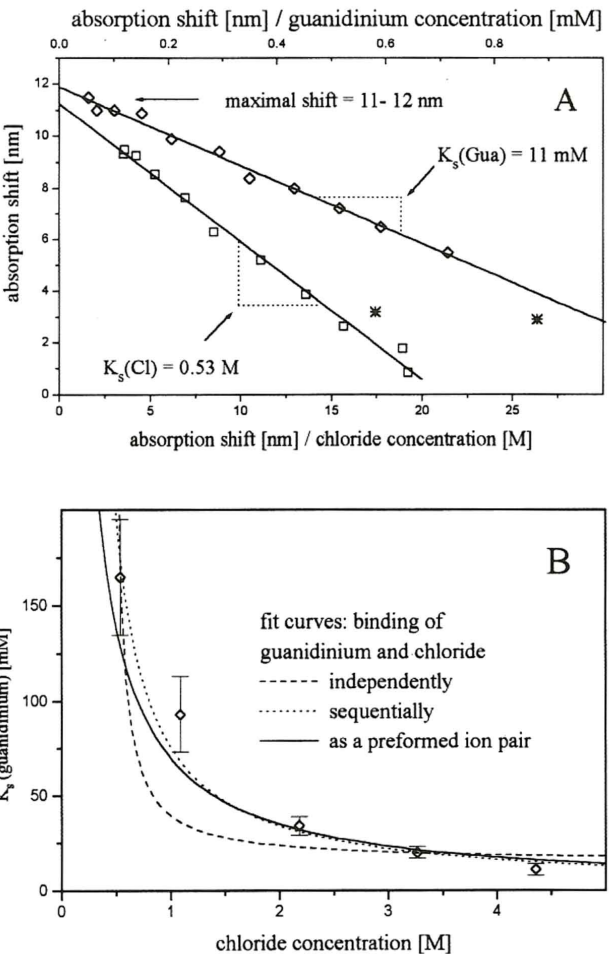 absorption shift [nm] / guanidinium concentration [mM]
0.0 0.2 0.4 0.6 0.8
12
10
8
6
4
2
0
absorption shift [nm]
maximal shift = 11- 12 nm
A
Ks(Gua) = 11 mM
Ks(Cl) = 0.53 M
0 5 10 15 20 25
absorption shift [nm] / chloride concentration [M]
B
150
100
50
0
Ks (guanidinium) [mM]
fit curves: binding of
guanidinium and chloride
independently
sequentially
as a preformed ion pair
0 1 2 3 4
chloride concentration [M]